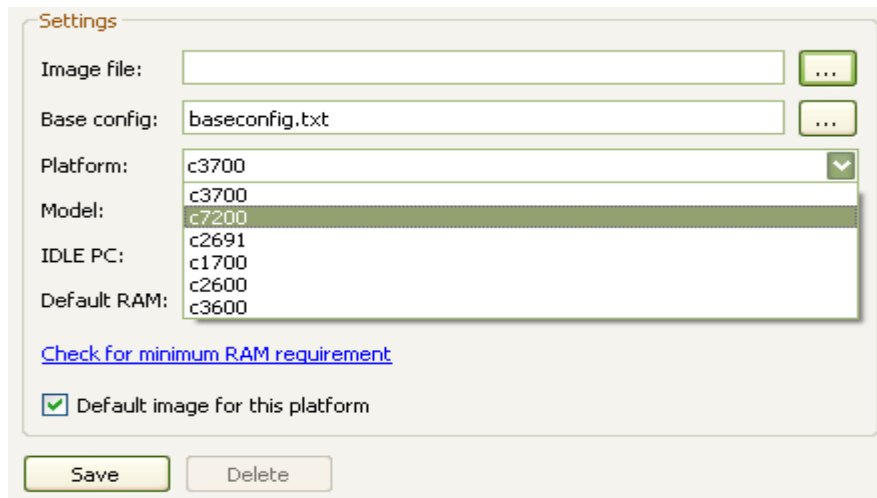 Settings
Image file:
...
Base config: baseconfig.txt
...
Platform: c3700
c3700
Model:
c7200
c2691
IDLE PC:
c1700
c2600
Default RAM:
c3600
Check for minimum RAM requirement
Default image for this platform
Save
Delete